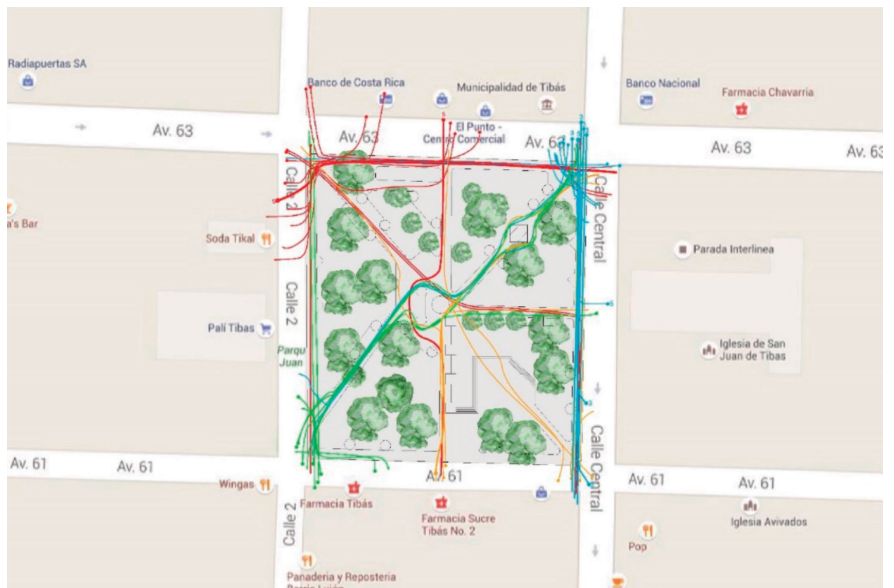 Radiapuertas SA
Banco de Costa Rica
Municipalidad de Tibás
Banco Nacional
Farmacia Chavarria
El Punto -
Centro Comercial
Av. 63
Av. 63
Av. 63
Av. 63
Av. 63
a's Bar
Soda Tikal
Calle 2
Calle Central
Parada Interlinea
Calle 2
Palí Tibas
Parqu
Juan
Iglesia de San
Juan de Tibas
Calle Central
Av. 61
Av. 61
Av. 61
Av. 61
Av. 61
Wingas
Farmacia Tibás
Farmacia Sucre
Tibás No. 2
Iglesia Avivados
Calle 2
Pop
Panaderia y Reposteria